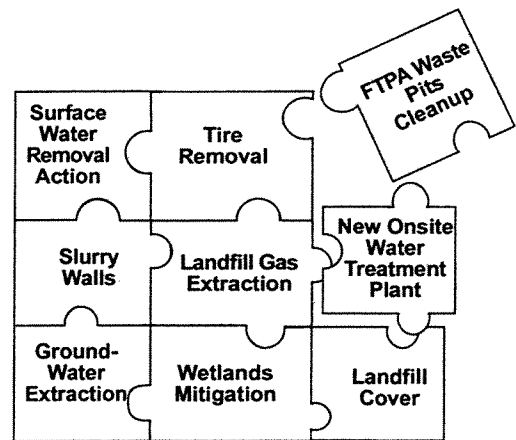 FTPA Waste
Pits
Cleanup
Surface
Water
Removal
Action
Tire
Removal
Slurry
Walls
Landfill Gas
Extraction
New Onsite
Water
Treatment
Plant
Ground-
Water
Extraction
Wetlands
Mitigation
Landfill
Cover